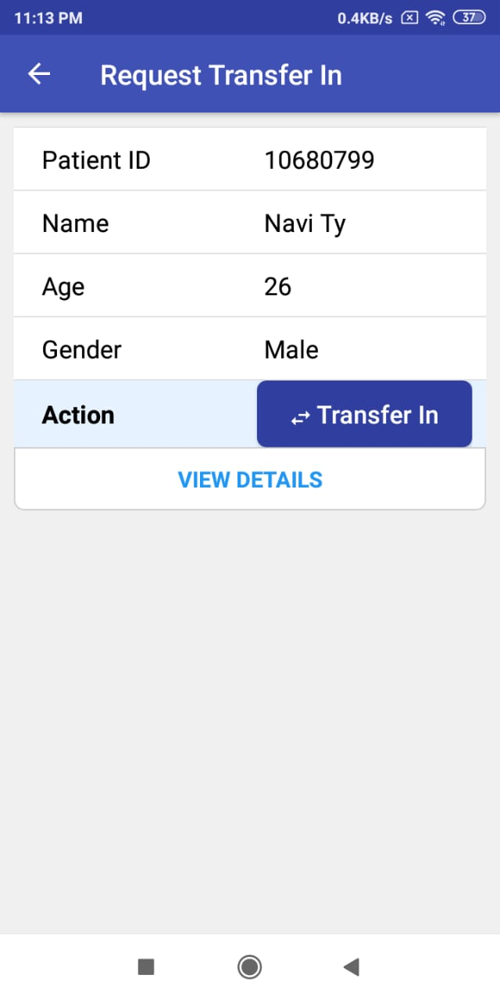 11:13 PM 0.4KB/s 37
Request Transfer In
Patient ID 10680799
Name Navi Ty
Age 26
Gender Male
Action Transfer In
VIEW DETAILS